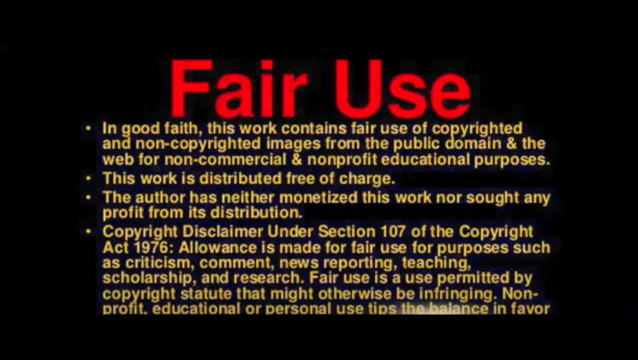 Fair Use
• In good faith, this work contains fair use of copyrighted
and non-copyrighted images from the public domain & the
web for non-commercial & nonprofit educational purposes.
• This work is distributed free of charge.
• The author has neither monetized this work nor sought any
profit from its distribution.
• Copyright Disclaimer Under Section 107 of the Copyright
Act 1976: Allowance is made for fair use for purposes such
as criticism, comment, news reporting, teaching,
scholarship, and research. Fair use is a use permitted by
copyright statute that might otherwise be infringing. Non-
profit, educational or personal use tips the balance in favor